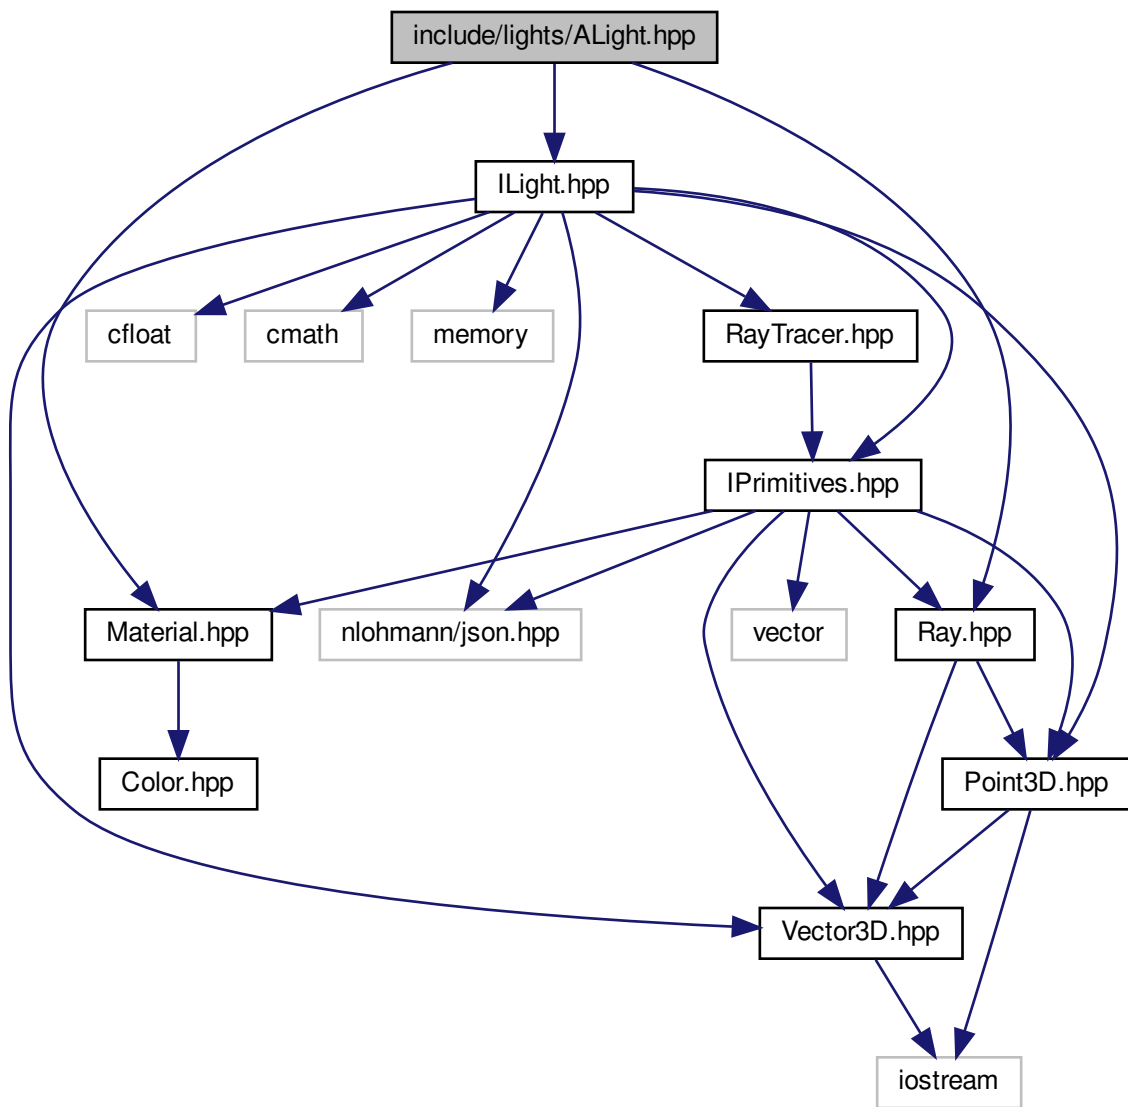 include/lights/ALight.hpp
ILight.hpp
cfloat
cmath
memory
RayTracer.hpp
IPrimitives.hpp
Material.hpp
nlohmann/json.hpp
vector
Ray.hpp
Color.hpp
Point3D.hpp
Vector3D.hpp
iostream